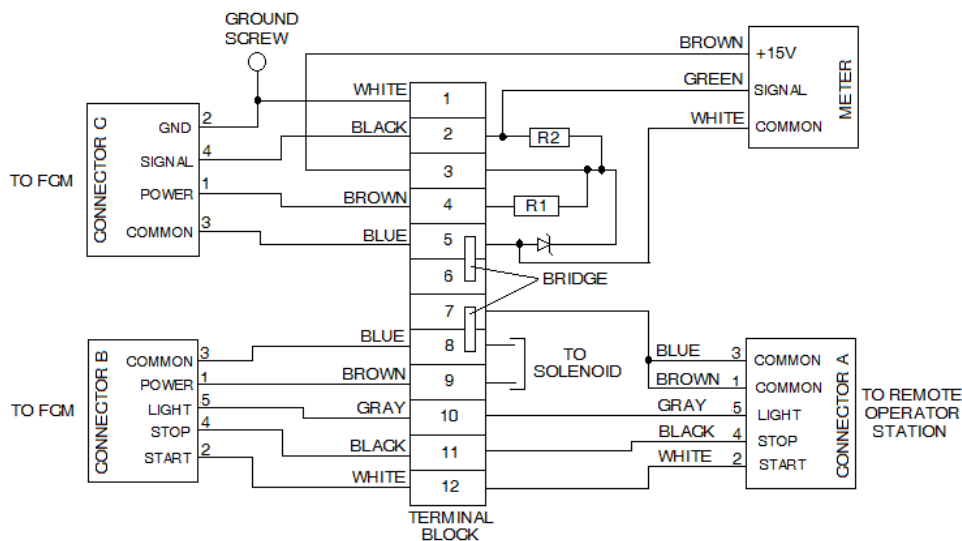 GROUND
SCREW
BROWN
+15V
GREEN
SIGNAL
WHITE
COMMON
METER
WHITE
1
CONNECTOR C
TO FCM
GND
2
BLACK
2
R2
SIGNAL
4
3
POWER
1
BROWN
4
R1
COMMON
3
BLUE
5
6
BRIDGE
7
CONNECTOR B
TO FCM
COMMON
3
BLUE
8
TO
SOLENOID
POWER
1
BROWN
9
LIGHT
5
GRAY
10
STOP
4
BLACK
11
START
2
WHITE
12
TERMINAL
BLOCK
BLUE
3
COMMON
BROWN
1
COMMON
GRAY
5
LIGHT
BLACK
4
STOP
WHITE
2
START
CONNECTOR A
TO REMOTE
OPERATOR
STATION